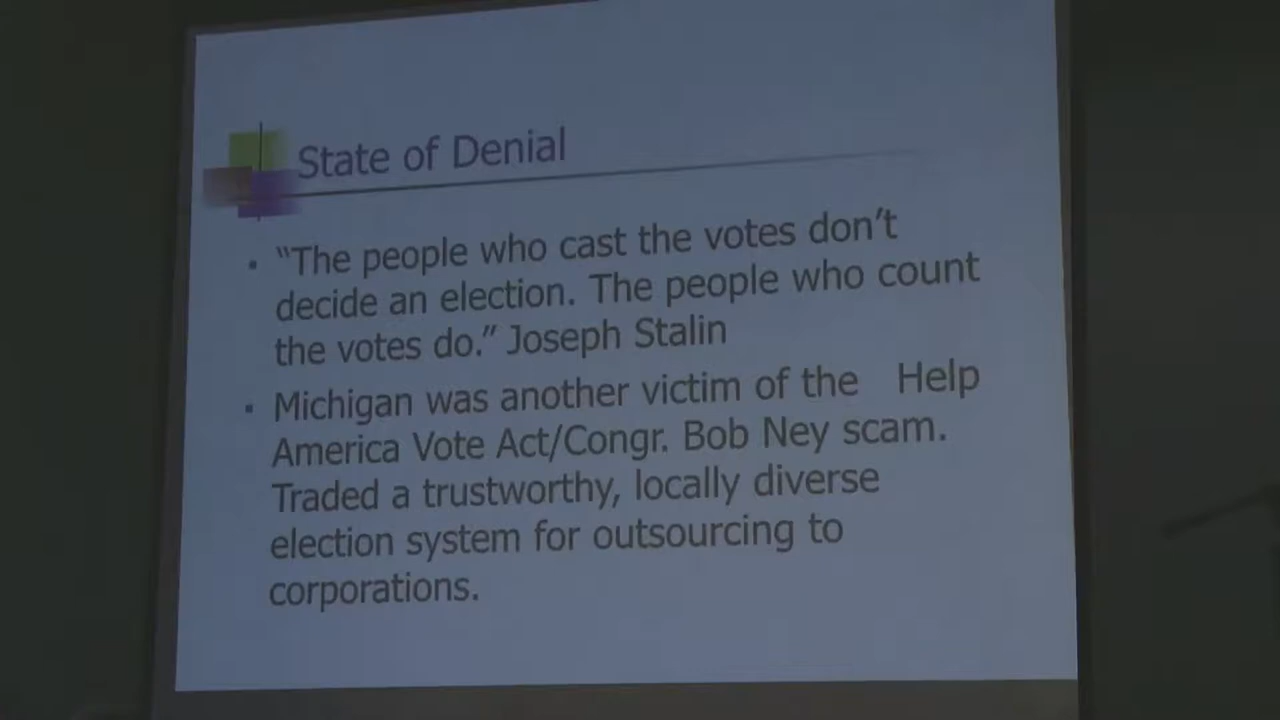 State of Denial
• “The people who cast the votes don’t
decide an election. The people who count
the votes do.” Joseph Stalin
▪ Michigan was another victim of the Help
America Vote Act/Congr. Bob Ney scam.
Traded a trustworthy, locally diverse
election system for outsourcing to
corporations.